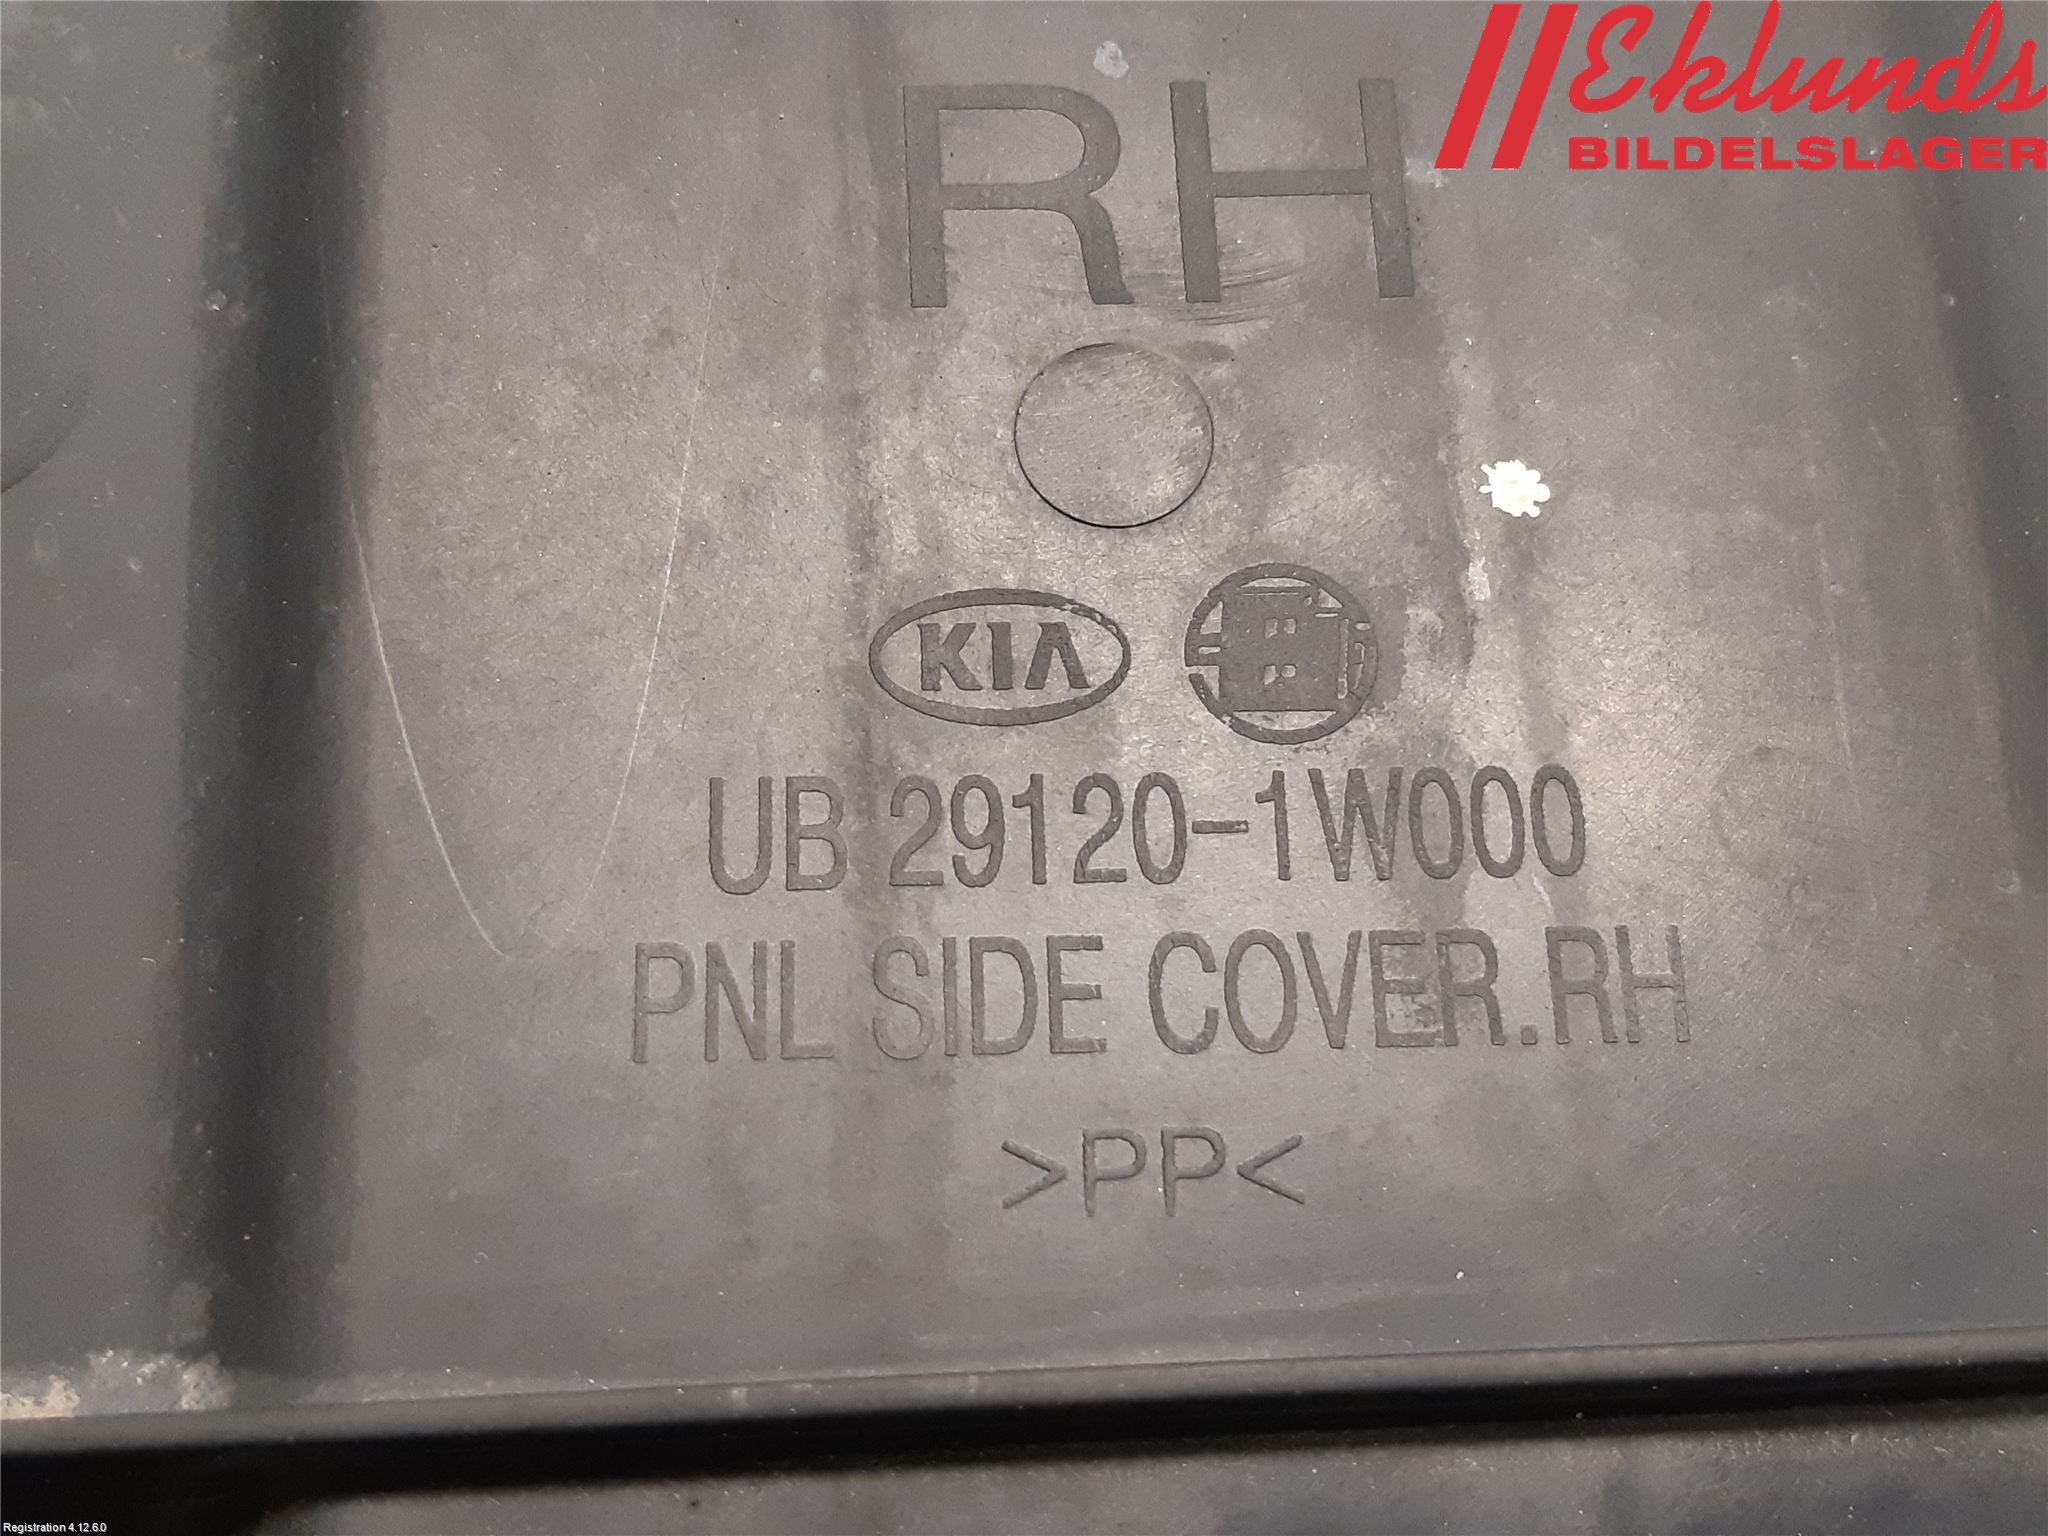 Eklunds
BILDELSLAGER
RH
KIA
UB 29120-1W000
PNL SIDE COVER.RH
>PP<
Registration 4.12.6.0